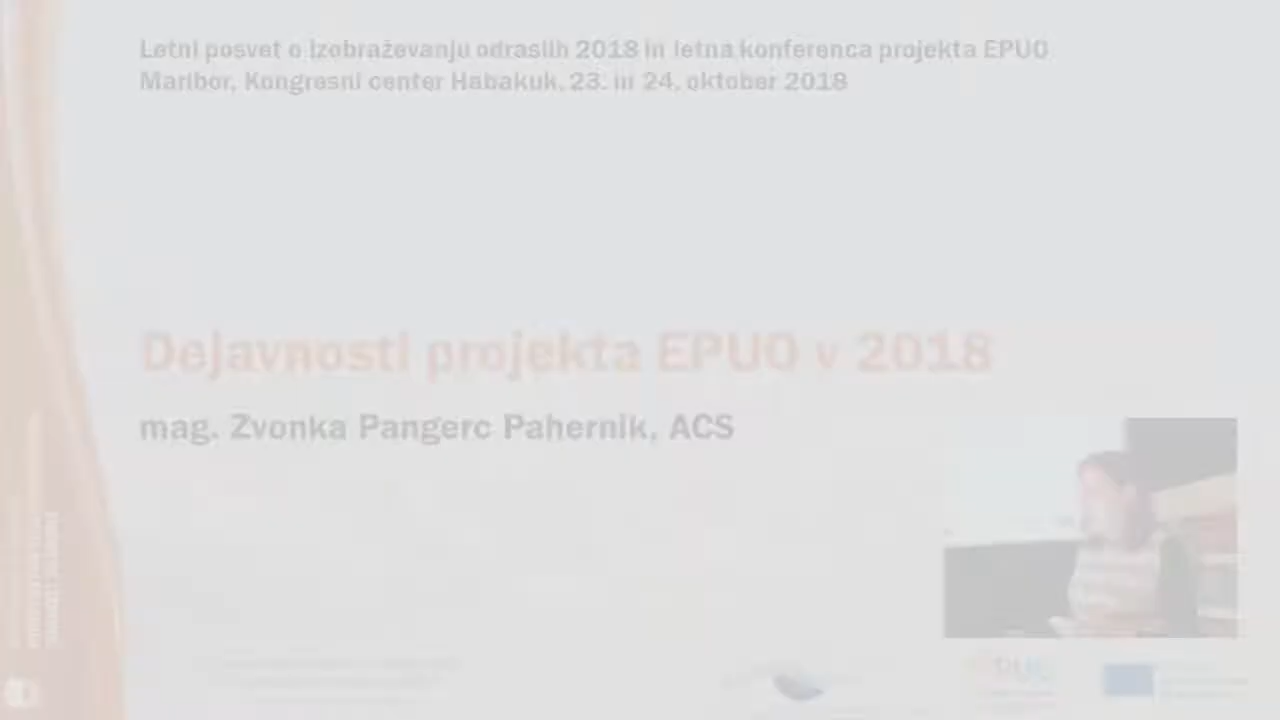 Letni posvet o izobraževanju odraslih 2018 in letna konferenca projekta EPUO
Maribor, Kongresni center Habakuk, 23. in 24. oktober 2018
Dejavnosti projekta EPUO v 2018
mag. Zvonka Pangerc Pahernik, ACS